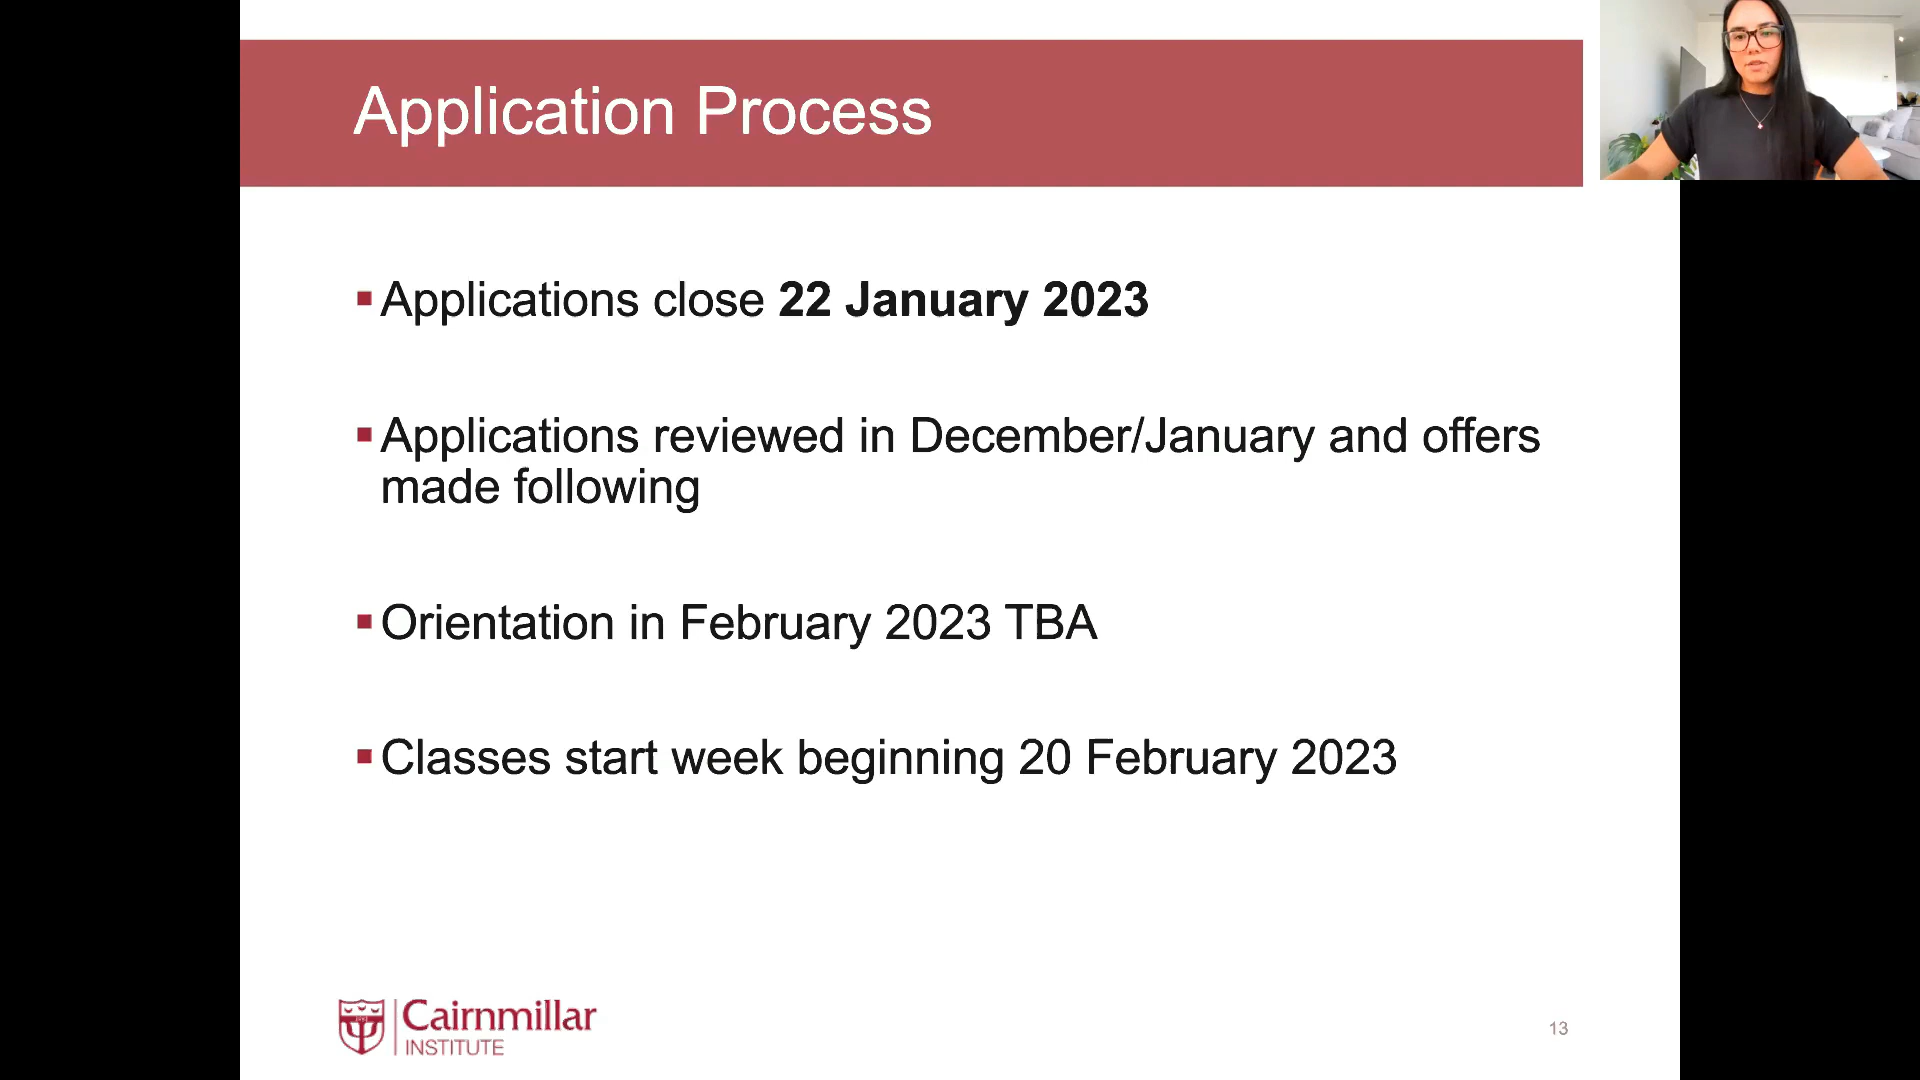 Application Process
Applications close 22 January 2023
Applications reviewed in December/January and offers
made following
Orientation in February 2023 TBA
Classes start week beginning 20 February 2023
Cairnmillar
INSTITUTE
13